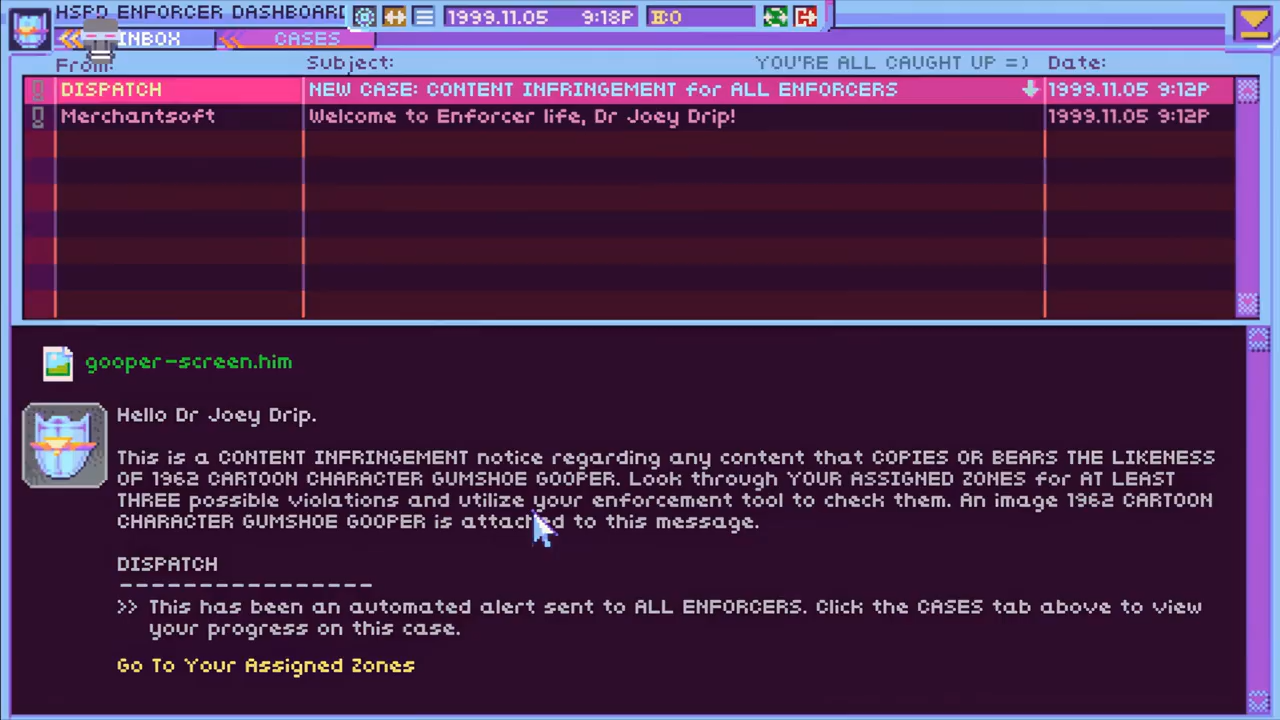 HSPD ENFORCER DASHBOARD 1999.11.05 9:18P :0
INBOX CASES
From: Subject: YOU'RE ALL CAUGHT UP =) Date:
DISPATCH NEW CASE: CONTENT INFRINGEMENT for ALL ENFORCERS 1999.11.05 9:12P
Merchantsoft Welcome to Enforcer life, Dr Joey Drip! 1999.11.05 9:12P
gooper-screen.him
Hello Dr Joey Drip.
This is a CONTENT INFRINGEMENT notice regarding any content that COPIES OR BEARS THE LIKENESS
OF 1962 CARTOON CHARACTER GUMSHOE GOOPER. Look through YOUR ASSIGNED ZONES for AT LEAST
THREE possible violations and utilize your enforcement tool to check them. An image 1962 CARTOON
CHARACTER GUMSHOE GOOPER is attached to this message.
DISPATCH
-----------------
>> This has been an automated alert sent to ALL ENFORCERS. Click the CASES tab above to view
your progress on this case.
Go To Your Assigned Zones